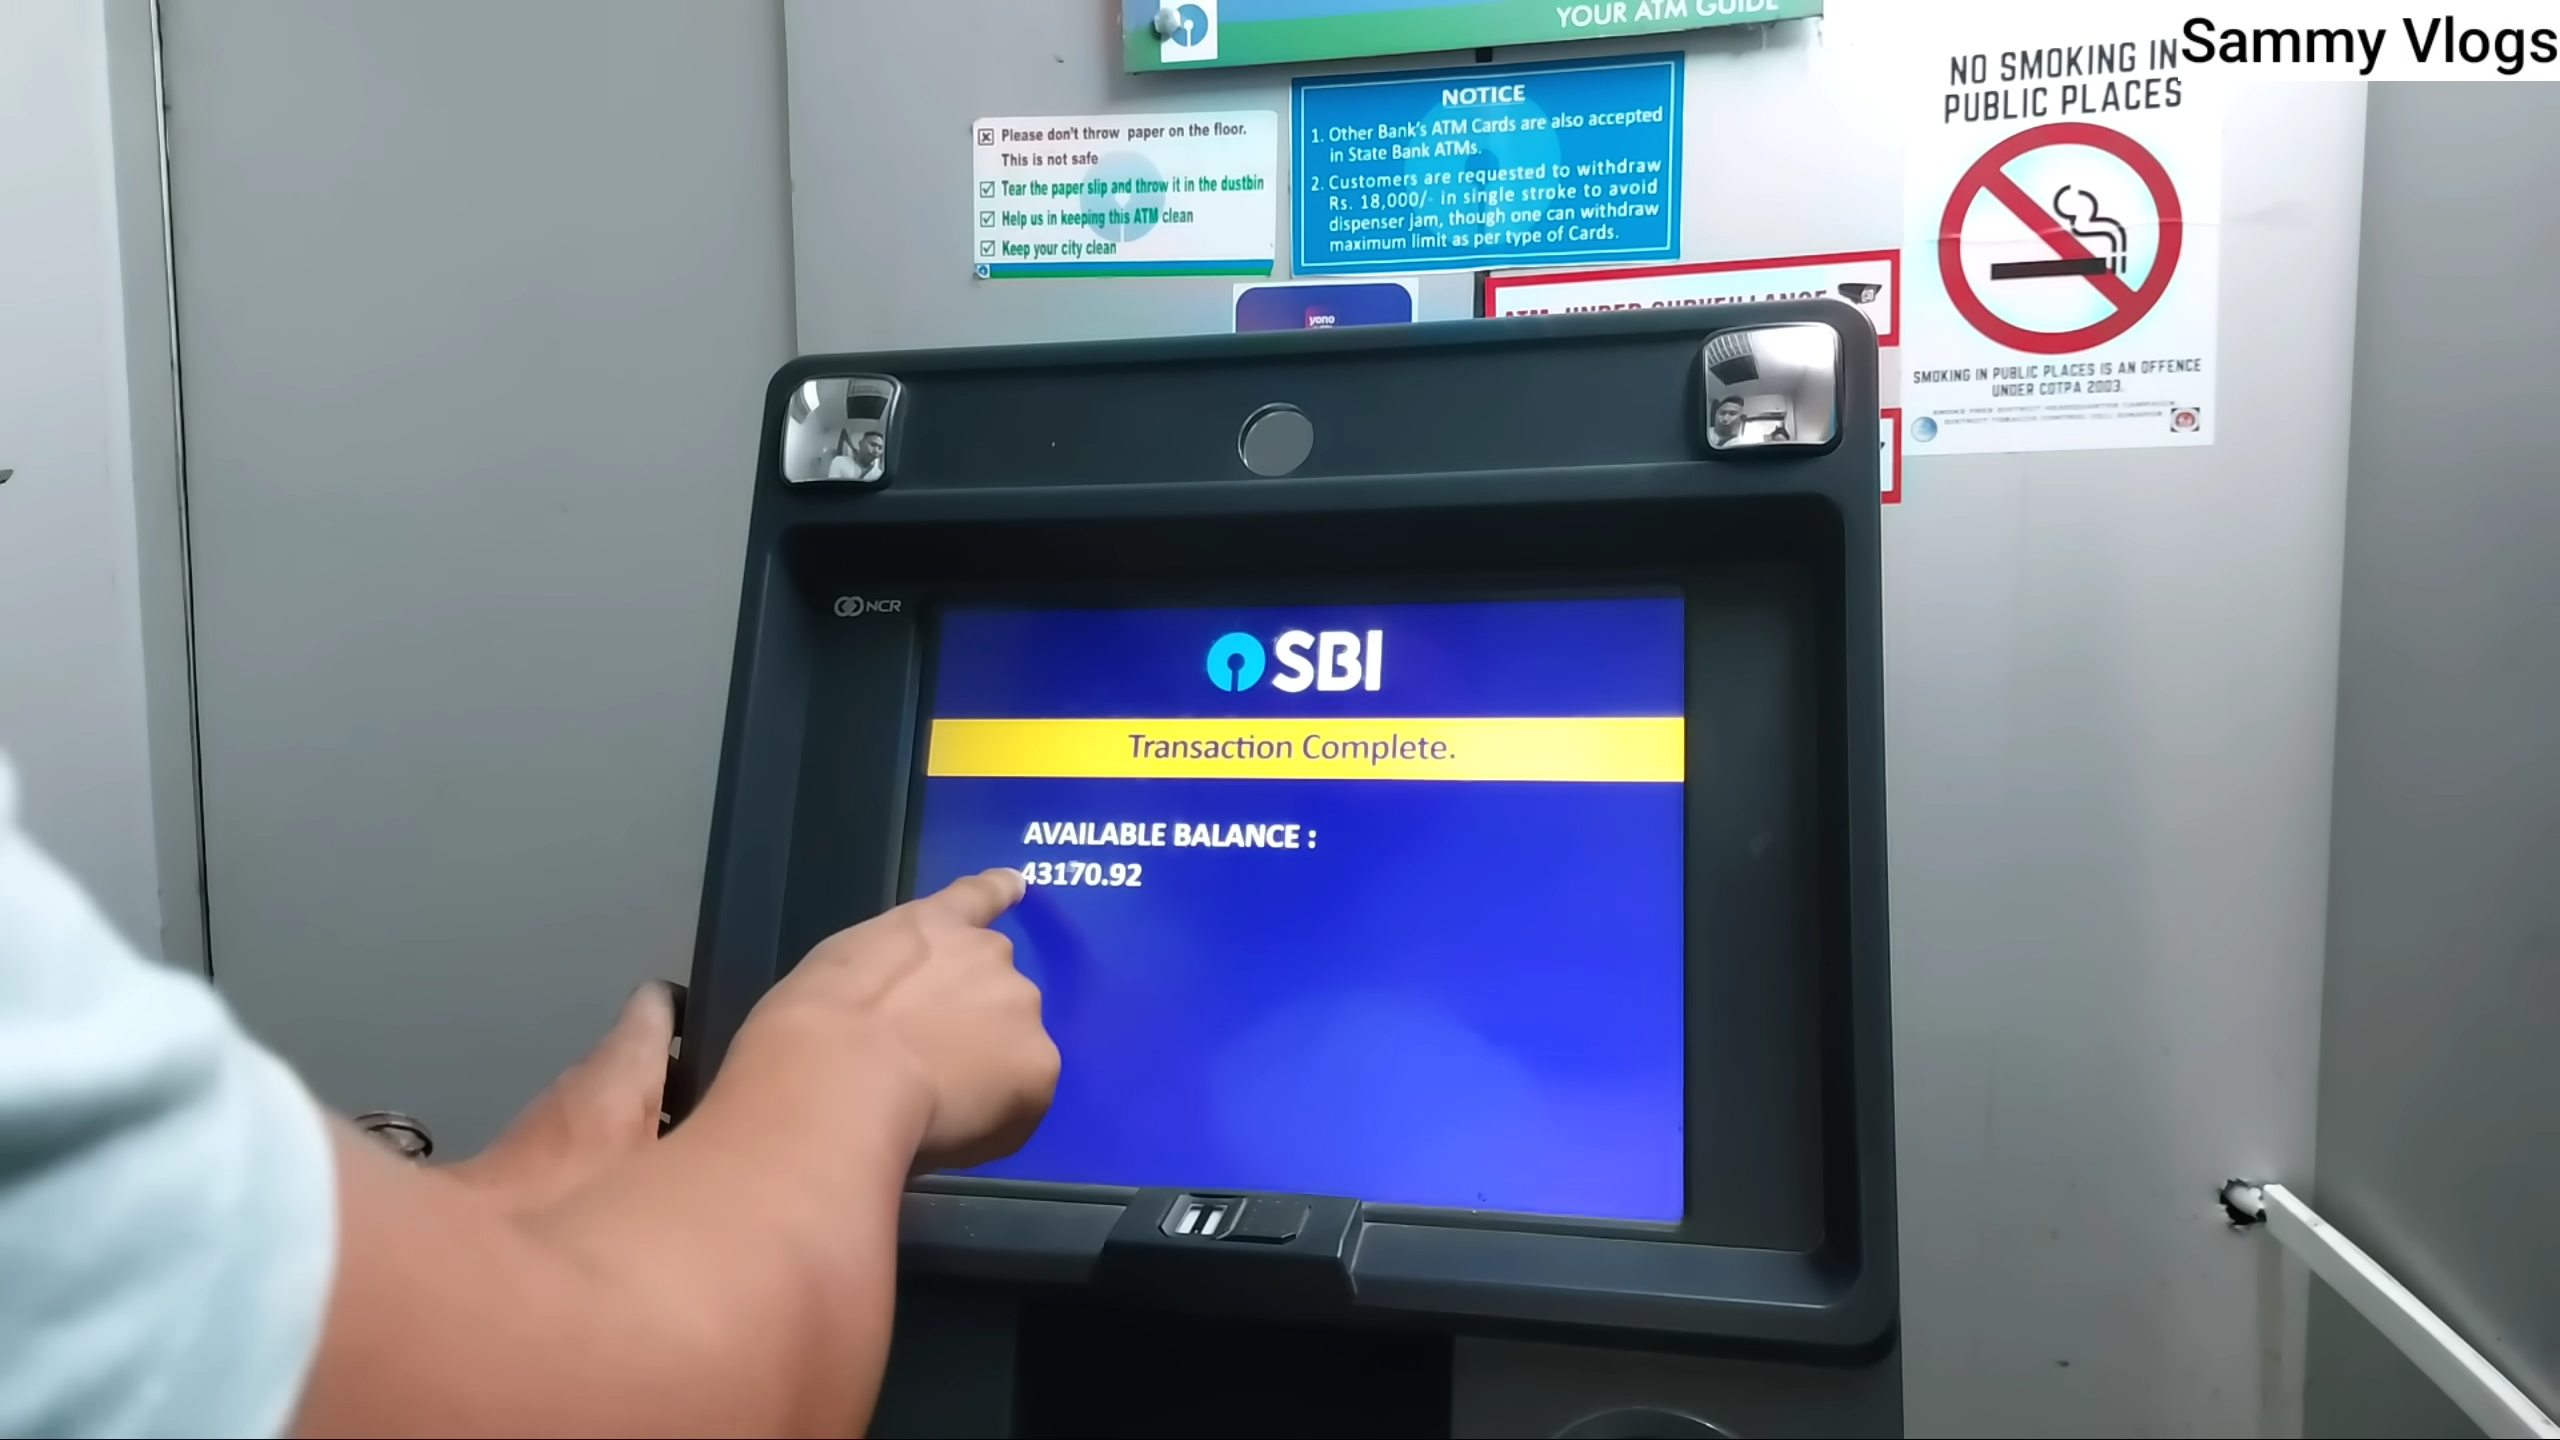 YOUR ATM GUIDE
Sammy Vlogs
Please don't throw paper on the floor.
This is not safe
Tear the paper slip and throw it in the dustbin
Help us in keeping this ATM clean
Keep your city clean
NOTICE
1. Other Bank's ATM Cards are also accepted
in State Bank ATMs.
2. Customers are requested to withdraw
Rs. 18,000/- in single stroke to avoid
dispenser jam, though one can withdraw
maximum limit as per type of Cards.
NO SMOKING IN
PUBLIC PLACES
SMOKING IN PUBLIC PLACES IS AN OFFENCE
UNDER COTPA 2003.
yono
ATM UNDER SURVEILLANCE
NCR
SBI
Transaction Complete.
AVAILABLE BALANCE :
43170.92